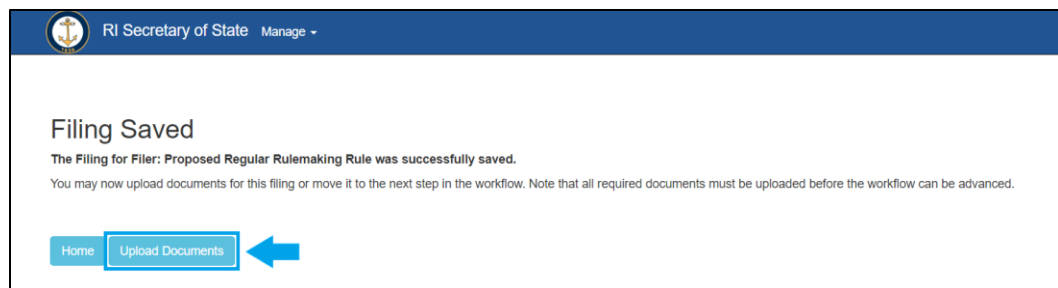 RI Secretary of State Manage
Filing Saved
The Filing for Filer: Proposed Regular Rulemaking Rule was successfully saved.
You may now upload documents for this filing or move it to the next step in the workflow. Note that all required documents must be uploaded before the workflow can be advanced.
Home Upload Documents